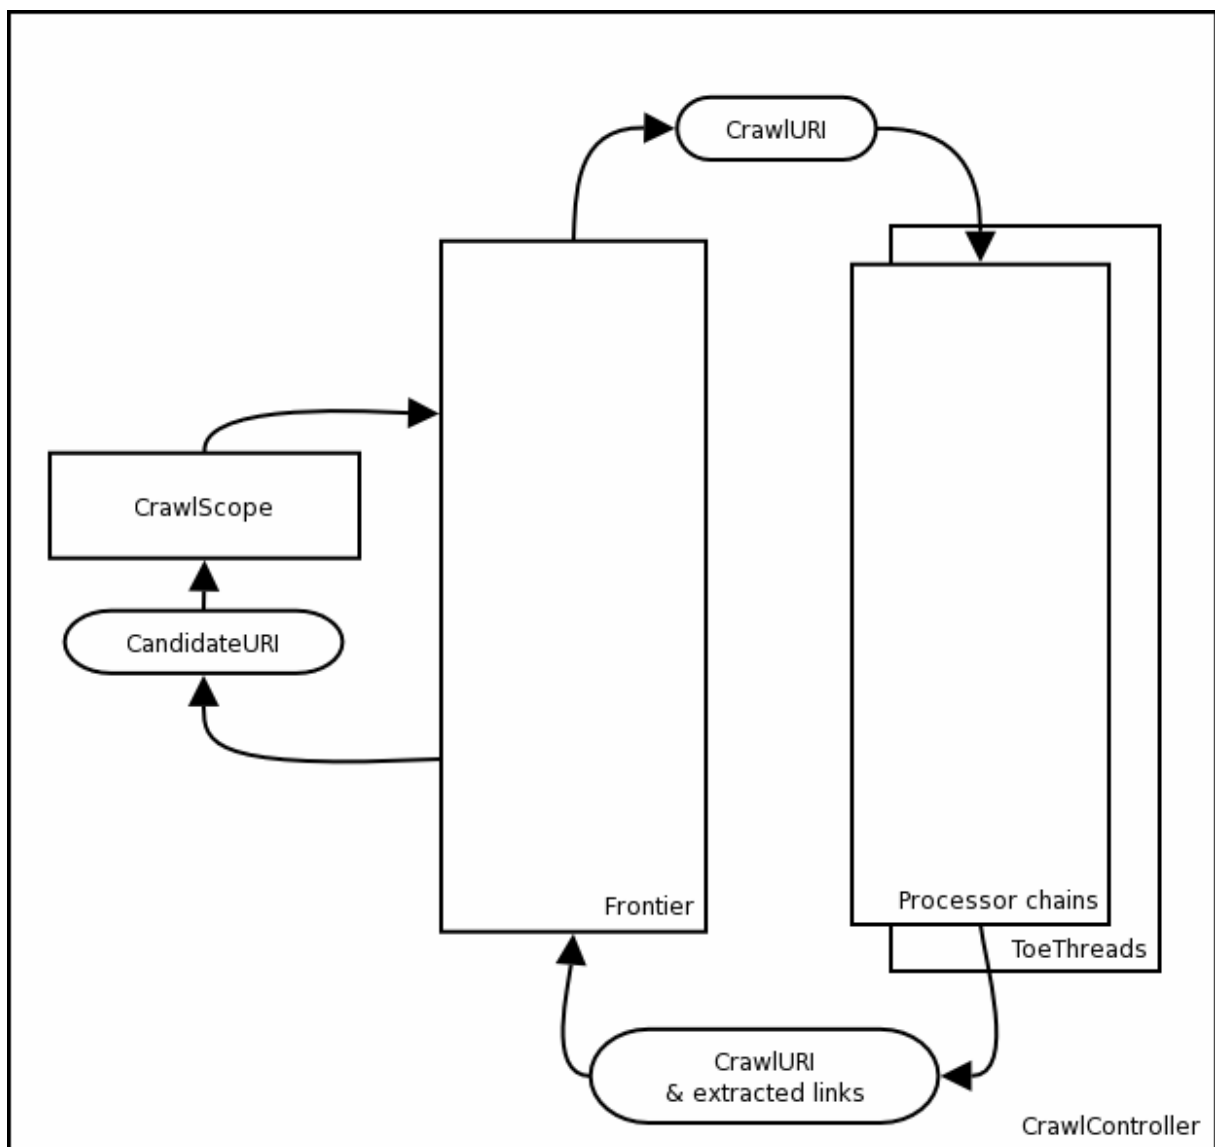 CrawlURI
CrawlScope
CandidateURI
Frontier
Processor chains
ToeThreads
CrawlURI
& extracted links
CrawlController